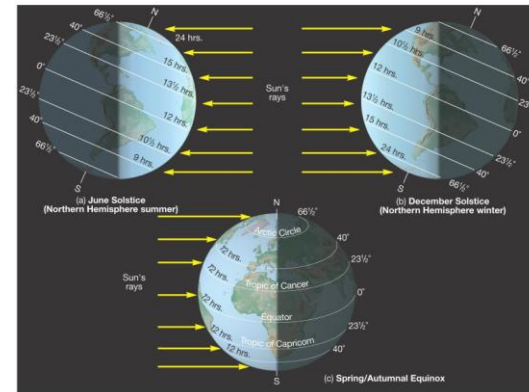 N
66½°
40°
0°
23½°
40°
66½°
S
24 hrs.
15 hrs.
13½ hrs.
12 hrs.
10½ hrs.
9 hrs.
(a) June Solstice
(Northern Hemisphere summer)
Sun's
rays
N
66½°
40°
23½°
0°
23½°
40°
66½°
S
9 hrs.
10½ hrs.
12 hrs.
13½ hrs.
15 hrs.
24 hrs.
(b) December Solstice
(Northern Hemisphere winter)
Sun's
rays
N
66½°
Arctic Circle
40°
12 hrs.
23½°
12 hrs.
Tropic of Cancer
0°
12 hrs.
Equator
23½°
12 hrs.
Tropic of Capricorn
12 hrs.
40°
S
(c) Spring/Autumnal Equinox